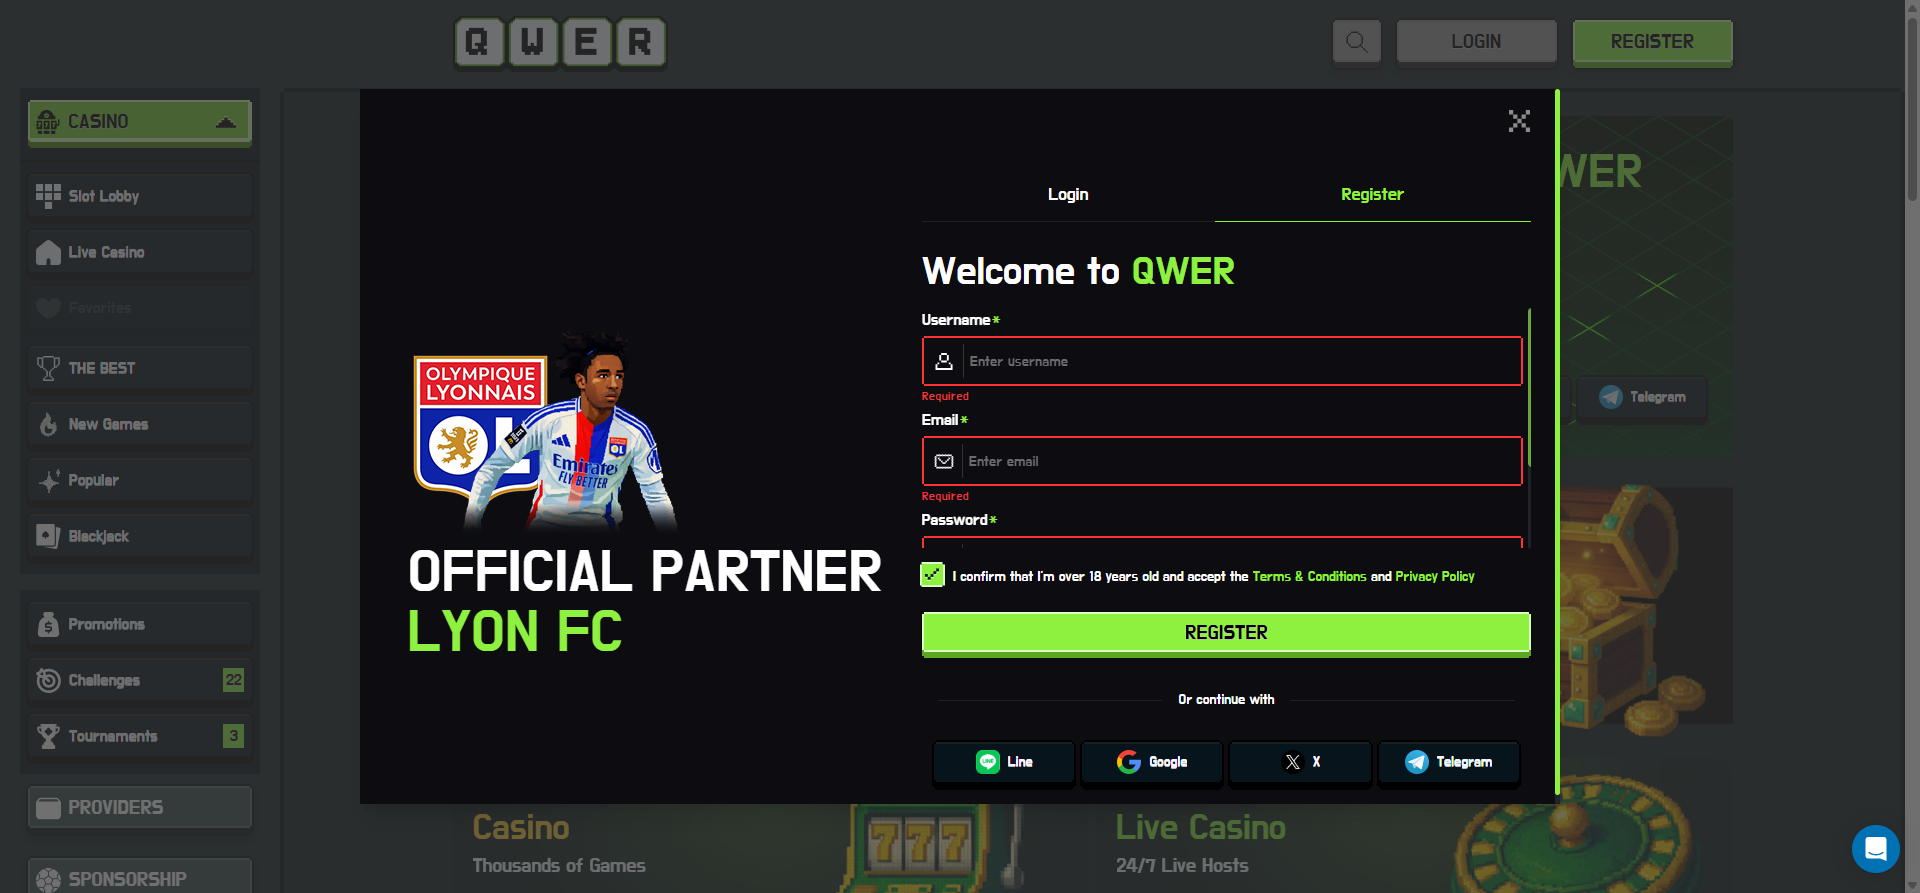 QWER
LOGIN
REGISTER
CASINO
Slot Lobby
Live Casino
Favorites
THE BEST
New Games
Popular
Blackjack
Promotions
Challenges 22
Tournaments 3
PROVIDERS
SPONSORSHIP
OLYMPIQUE
LYONNAIS
OL
Emirates
FLY BETTER
OFFICIAL PARTNER
LYON FC
Login
Register
Welcome to QWER
Username*
Enter username
Required
Email*
Enter email
Required
Password*
I confirm that I'm over 18 years old and accept the Terms & Conditions and Privacy Policy
REGISTER
Or continue with
Line
Google
X
Telegram
WER
Telegram
Casino
Thousands of Games
777
Live Casino
24/7 Live Hosts